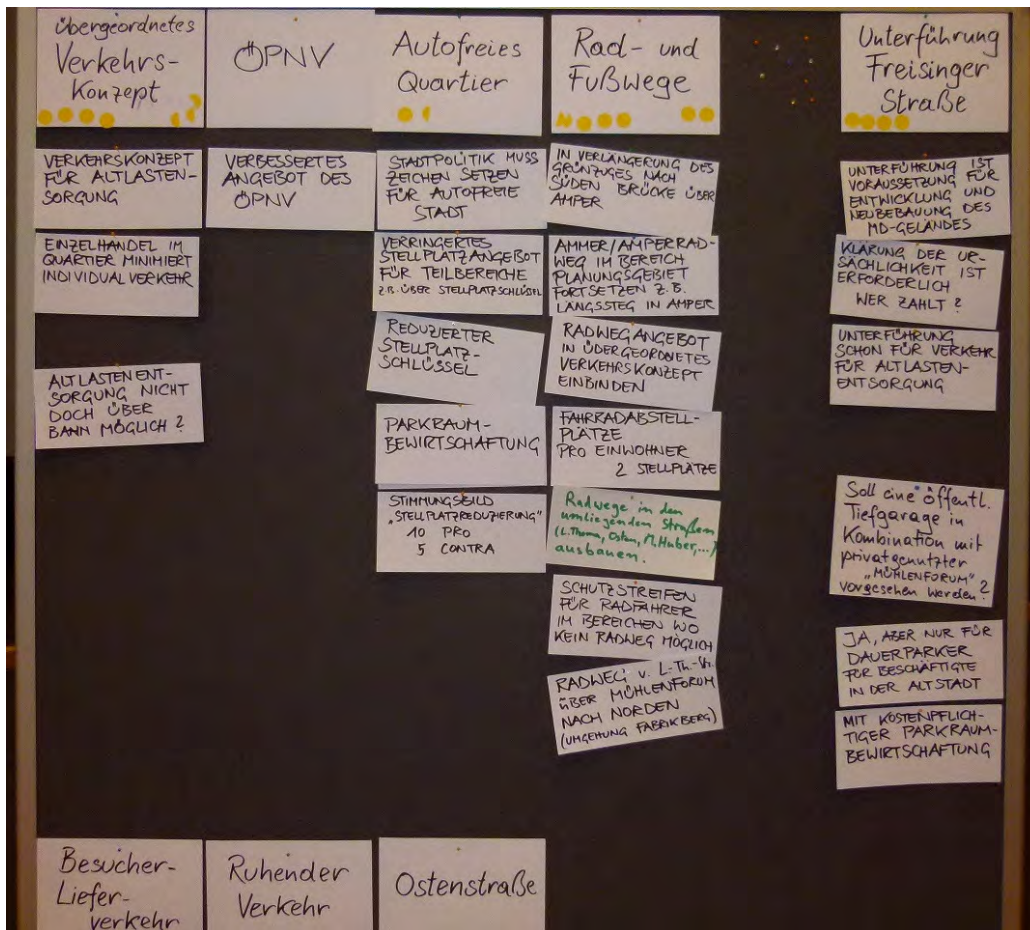 übergeordnetes
Verkehrs-
Konzept
VERKEHRSKONZEPT
FÜR ALTLASTEN-
SORGUNG
EINZELHANDEL IM
QUARTIER MINIMIERT
INDIVIDUALVERKEHR
ALTLASTENENT-
SORGUNG NICHT
DOCH ÜBER
BAHN MÖGLICH ?
ÖPNV
VERBESSERTES
ANGEBOT DES
ÖPNV
Autofreies
Quartier
STADTPOLITIK MUSS
ZEICHEN SETZEN
FÜR AUTOFREIE
STADT
VERRINGERTES
STELLPLATZANGEBOT
FÜR TEILBEREICHE
Z.B. ÜBER STELLPLATZSCHLÜSSEL
REDUZIERTER
STELLPLATZ-
SCHLÜSSEL
PARKRAUM-
BEWIRTSCHAFTUNG
STIMMUNGSBILD
„STELLPLATZREDUZIERUNG"
10 PRO
5 CONTRA
Rad- und
Fußwege
IN VERLÄNGERUNG DES
GRÜNZUGES NACH
SÜDEN BRÜCKE ÜBER
AMPER
AMMER/AMPERRAD-
WEG IM BEREICH
PLANUNGSGEBIET
FORTSETZEN Z.B.
LÄNGSSTEG IN AMPER
RADWEGANGEBOT
IN ÜBERGEORDNETES
VERKEHRSKONZEPT
EINBINDEN
FAHRRADABSTELL-
PLÄTZE
PRO EINWOHNER
2 STELLPLÄTZE
Radwege in den
umliegenden Straßen
(L.Thoma, Osten, M.Huber,...)
ausbauen.
SCHUTZSTREIFEN
FÜR RADFAHRER
IM BEREICHEN WO
KEIN RADWEG MÖGLICH
RADWEG v. L-Th-Str.
ÜBER MÜHLENFORUM
NACH NORDEN
(UMGEHUNG FABRIKBERG)
Unterführung
Freisinger
Straße
UNTERFÜHRUNG IST
VORAUSSETZUNG FÜR
ENTWICKLUNG UND
NEUBEBAUUNG DES
MD-GELÄNDES
KLÄRUNG DER UR-
SÄCHLICHKEIT IST
ERFORDERLICH
WER ZAHLT ?
UNTERFÜHRUNG
SCHON FÜR VERKEHR
FÜR ALTLASTEN-
ENTSORGUNG
Soll eine öffentl.
Tiefgarage in
Kombination mit
privatgenutzter
„MÜHLENFORUM"
vorgesehen werden ?
JA, ABER NUR FÜR
DAUERPARKER
FÜR BESCHÄFTIGTE
IN DER ALTSTADT
MIT KOSTENPFLICH-
TIGER PARKRAUM-
BEWIRTSCHAFTUNG
Besucher-
Liefer-
verkehr
Ruhender
Verkehr
Ostenstraße